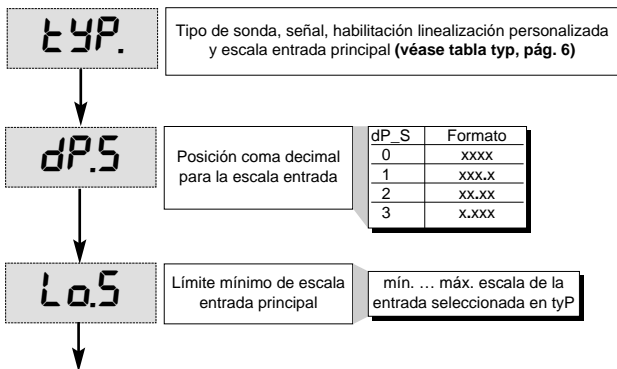 tYP.
Tipo de sonda, señal, habilitación linealización personalizada
y escala entrada principal (véase tabla typ, pág. 6)
dP.S
Posición coma decimal
para la escala entrada
dP_S Formato
0 xxxx
1 xxx.x
2 xx.xx
3 x.xxx
Lo.S
Límite mínimo de escala
entrada principal
mín. … máx. escala de la
entrada seleccionada en tyP